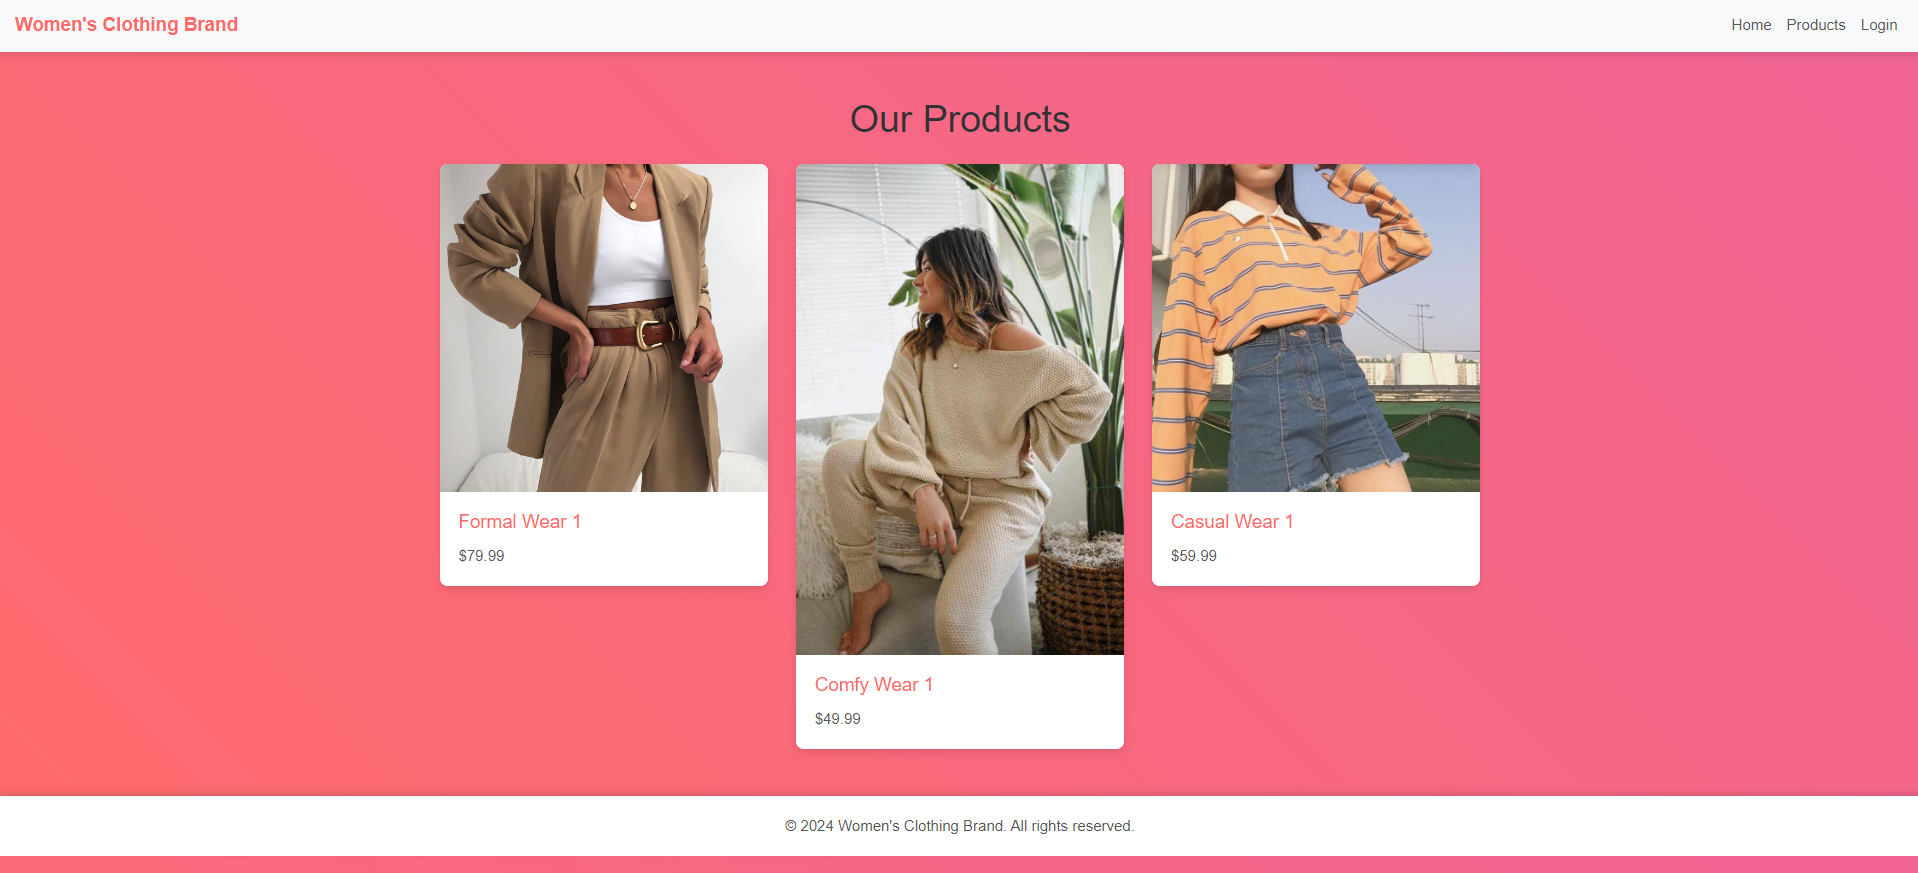 Women's Clothing Brand
Home Products Login
Our Products
Formal Wear 1
$79.99
Comfy Wear 1
$49.99
Casual Wear 1
$59.99
© 2024 Women's Clothing Brand. All rights reserved.